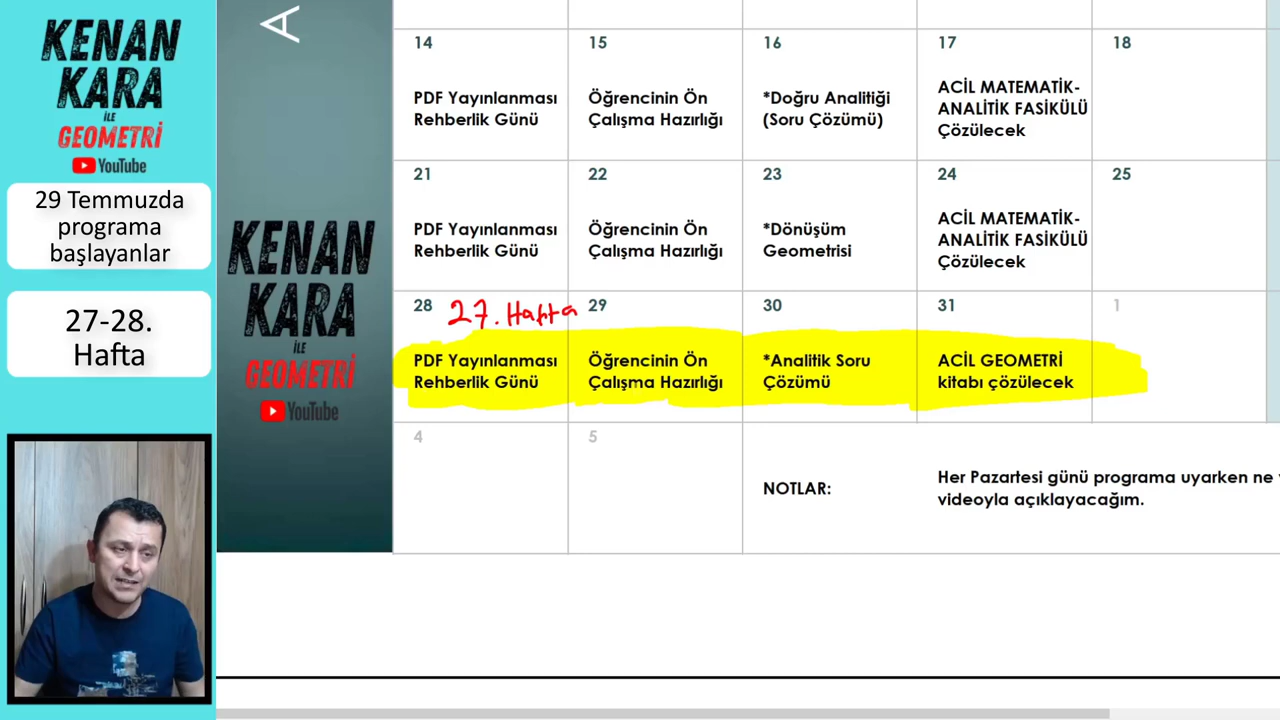 KENAN
KARA
İLE
GEOMETRİ
YouTube
29 Temmuzda
programa
başlayanlar
27-28.
Hafta
A
KENAN
KARA
İLE
GEOMETRİ
YouTube
14 15 16 17 18
PDF Yayınlanması
Rehberlik Günü
Öğrencinin Ön
Çalışma Hazırlığı
*Doğru Analitiği
(Soru Çözümü)
ACİL MATEMATİK-
ANALİTİK FASİKÜLÜ
Çözülecek
21 22 23 24 25
PDF Yayınlanması
Rehberlik Günü
Öğrencinin Ön
Çalışma Hazırlığı
*Dönüşüm
Geometrisi
ACİL MATEMATİK-
ANALİTİK FASİKÜLÜ
Çözülecek
28 27. Hafta 29 30 31 1
PDF Yayınlanması
Rehberlik Günü
Öğrencinin Ön
Çalışma Hazırlığı
*Analitik Soru
Çözümü
ACİL GEOMETRİ
kitabı çözülecek
4 5
NOTLAR:
Her Pazartesi günü programa uyarken ne
videoyla açıklayacağım.